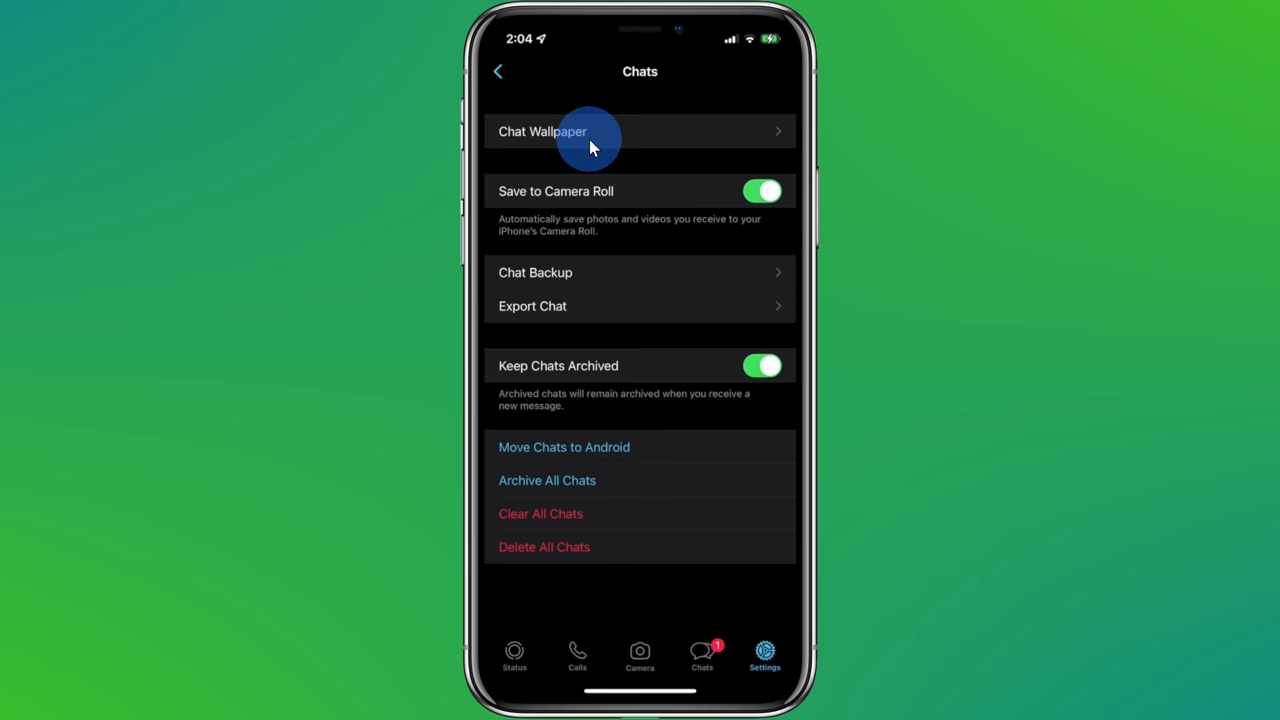 2:04
Chats
Chat Wallpaper
Save to Camera Roll
Automatically save photos and videos you receive to your
iPhone's Camera Roll.
Chat Backup
Export Chat
Keep Chats Archived
Archived chats will remain archived when you receive a
new message.
Move Chats to Android
Archive All Chats
Clear All Chats
Delete All Chats
1
Status Calls Camera Chats Settings